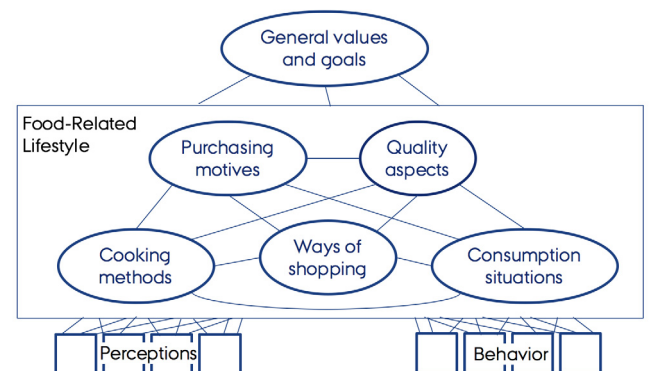 General values
and goals
Food-Related
Lifestyle
Purchasing
motives
Quality
aspects
Cooking
methods
Ways of
shopping
Consumption
situations
Perceptions
Behavior